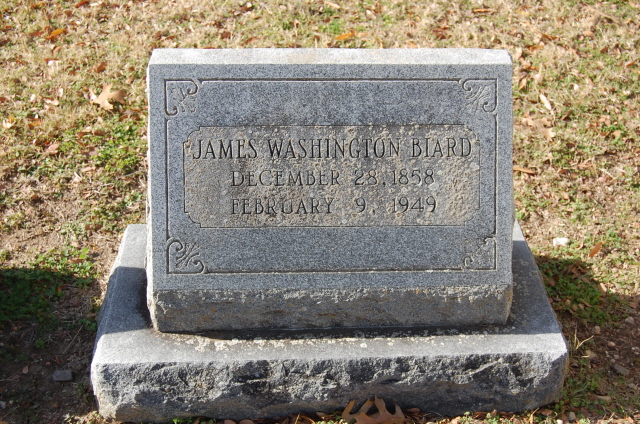 JAMES WASHINGTON BIARD
DECEMBER 28, 1858
FEBRUARY 9, 1949